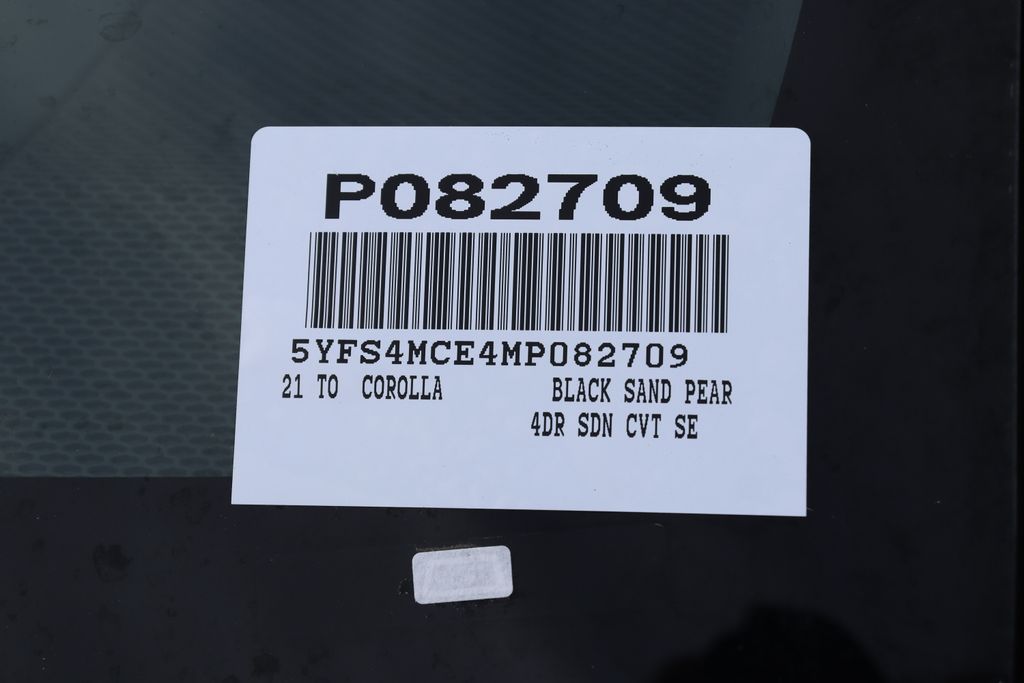 P082709
5YFS4MCE4MP082709
21 TO COROLLA BLACK SAND PEAR
4DR SDN CVT SE